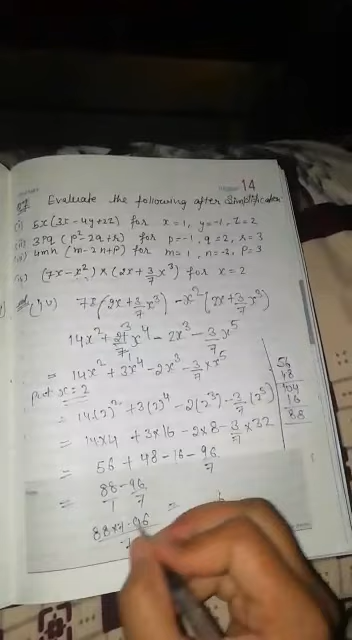 14
Evaluate the following after Simplification
(i) 5x(3x-4y+2z) for x=1, y=-1, z=2
(ii) 3pq (p²-2q+r) for p=-1, q=2, r=3
(iii) 4mn (m-2n+p) for m=1, n=-2, p=3
(iv) (7x-x²) × (2x+3/7 x³) for x=2
(iv) 7x(2x+3/7 x³) - x²(2x+3/7 x³)
14x² + 21/7 x⁴ - 2x³ - 3/7 x⁵
= 14x² + 3x⁴ - 2x³ - 3/7 × x⁵
put x=2
= 14(2)² + 3(2)⁴ - 2(2³) - 3/7 (2⁵)
= 14×4 + 3×16 - 2×8 - 3/7 × 32
= 56 + 48 - 16 - 96/7
= 88/1 - 96/7 =
88×7-96
56
48
104
16
88